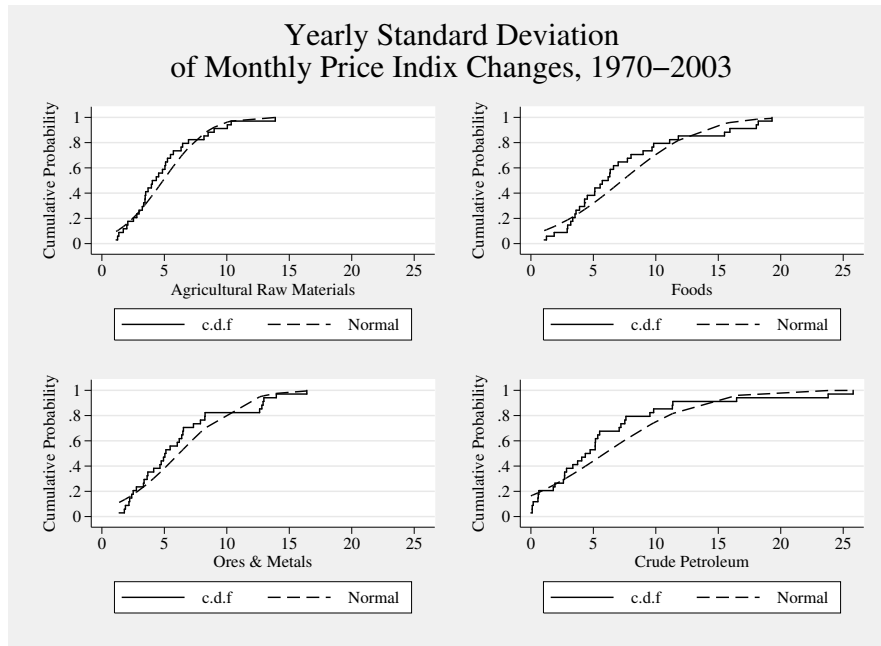 Yearly Standard Deviation
of Monthly Price Indix Changes, 1970−2003
Cumulative Probability
1
.8
.6
.4
.2
0
0 5 10 15 20 25
Agricultural Raw Materials
c.d.f Normal
Cumulative Probability
1
.8
.6
.4
.2
0
0 5 10 15 20 25
Foods
c.d.f Normal
Cumulative Probability
1
.8
.6
.4
.2
0
0 5 10 15 20 25
Ores & Metals
c.d.f Normal
Cumulative Probability
1
.8
.6
.4
.2
0
0 5 10 15 20 25
Crude Petroleum
c.d.f Normal